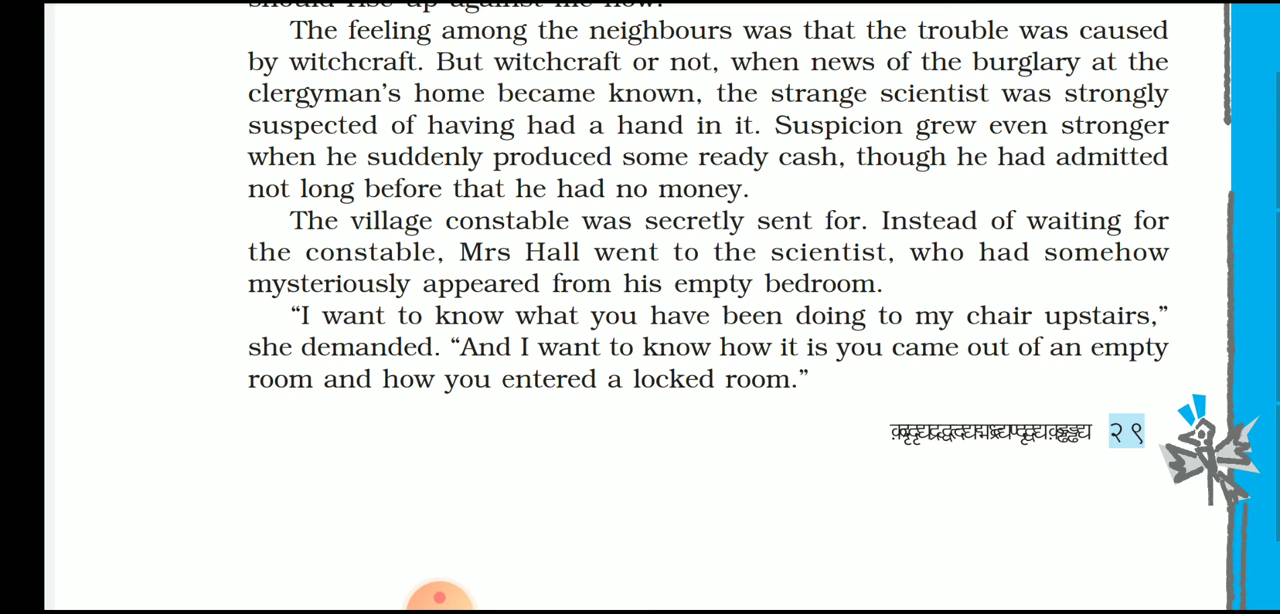 The feeling among the neighbours was that the trouble was caused
by witchcraft. But witchcraft or not, when news of the burglary at the
clergyman's home became known, the strange scientist was strongly
suspected of having had a hand in it. Suspicion grew even stronger
when he suddenly produced some ready cash, though he had admitted
not long before that he had no money.
The village constable was secretly sent for. Instead of waiting for
the constable, Mrs Hall went to the scientist, who had somehow
mysteriously appeared from his empty bedroom.
“I want to know what you have been doing to my chair upstairs,”
she demanded. “And I want to know how it is you came out of an empty
room and how you entered a locked room.”
२९